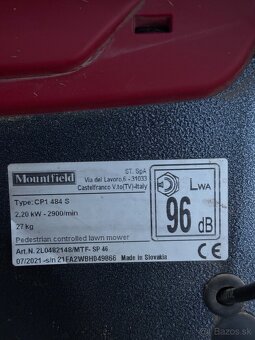 Mountfield
ST. SpA
Via del Lavoro, 6 - 31033
Castelfranco V.to(TV)-Italy
Type: CP1 484 S
2,20 kW - 2900/min
27 kg
Pedestrian controlled lawn mower
Art.N. 2L0482148/MTF- SP 46
07/2021 -s/n 21FA2WBH049866
Made in Slovakia
LWA
96 dB
CE
bazos.sk